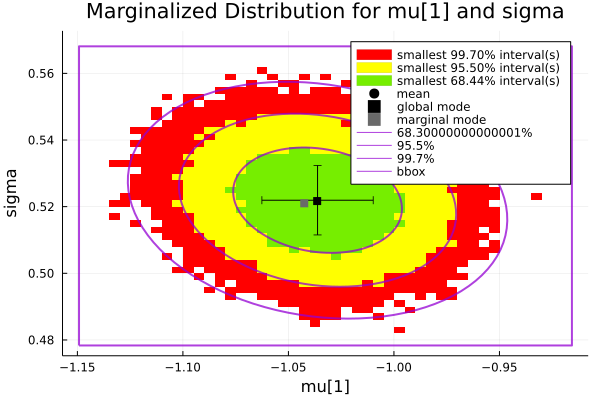 Marginalized Distribution for mu[1] and sigma
smallest 99.70% interval(s)
smallest 95.50% interval(s)
smallest 68.44% interval(s)
mean
global mode
marginal mode
68.30000000000001%
95.5%
99.7%
bbox
sigma
0.56
0.54
0.52
0.50
0.48
−1.15
−1.10
−1.05
−1.00
−0.95
mu[1]